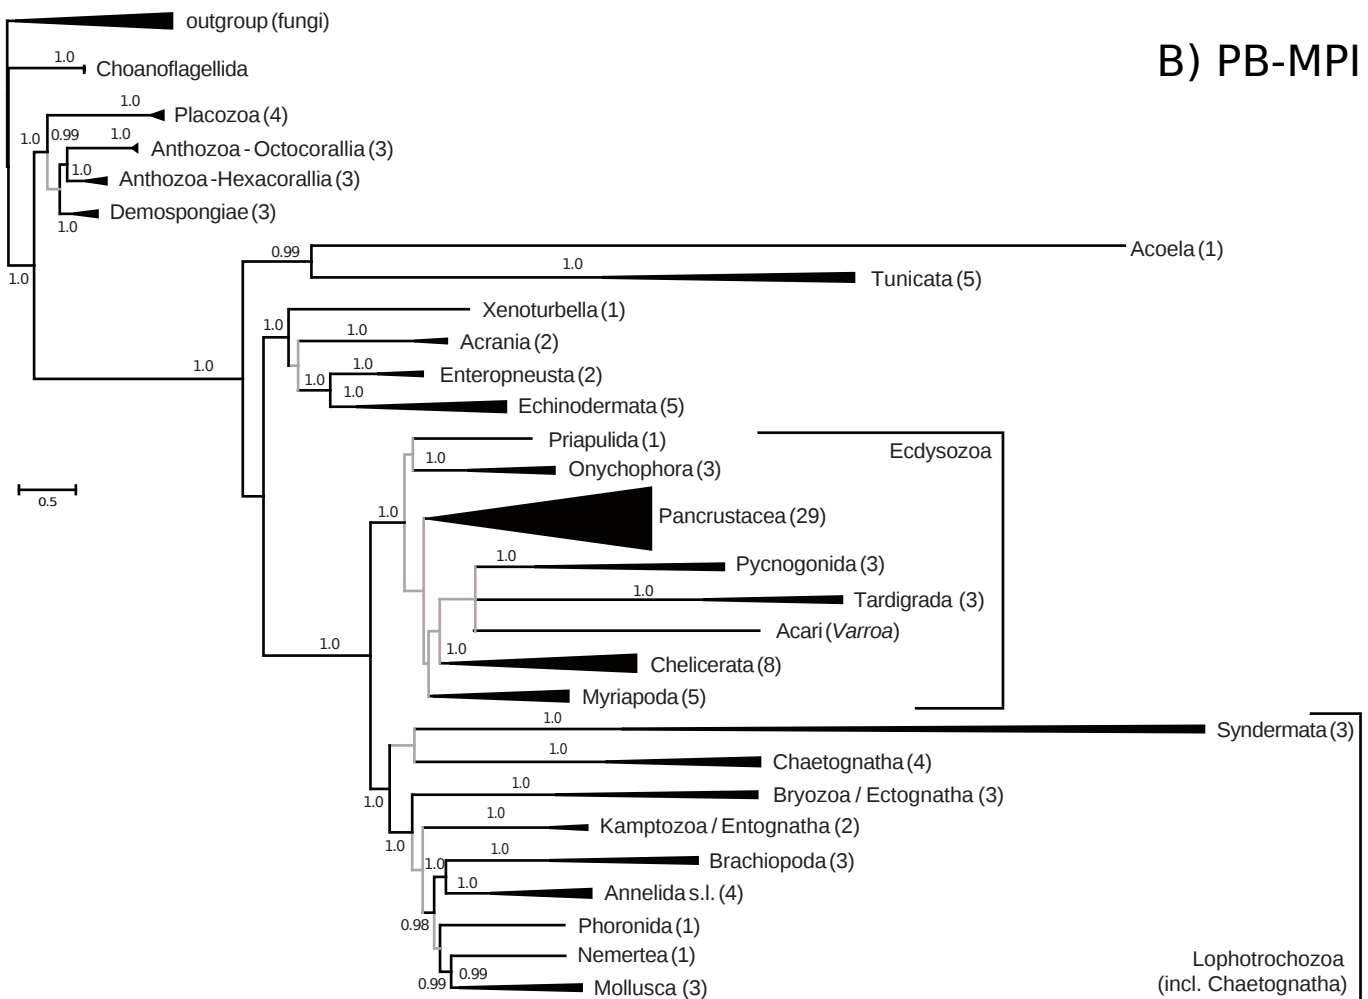 outgroup (fungi)
B) PB-MPI
1.0
Choanoflagellida
1.0
Placozoa (4)
1.0
0.99
1.0
Anthozoa - Octocorallia (3)
1.0
Anthozoa -Hexacorallia (3)
Demospongiae (3)
1.0
0.99
Acoela (1)
1.0
1.0
Tunicata (5)
Xenoturbella (1)
1.0
1.0
Acrania (2)
1.0
1.0
Enteropneusta (2)
1.0
1.0
Echinodermata (5)
Priapulida (1)
Ecdysozoa
1.0
Onychophora (3)
0.5
1.0
Pancrustacea (29)
1.0
Pycnogonida (3)
1.0
Tardigrada (3)
Acari (Varroa)
1.0
1.0
Chelicerata (8)
Myriapoda (5)
1.0
Syndermata (3)
1.0
Chaetognatha (4)
1.0
1.0
Bryozoa / Ectognatha (3)
1.0
Kamptozoa / Entognatha (2)
1.0
1.0
1.0
Brachiopoda (3)
1.0
Annelida s.l. (4)
0.98
Phoronida (1)
Nemertea (1)
Lophotrochozoa
(incl. Chaetognatha)
0.99
0.99
Mollusca (3)